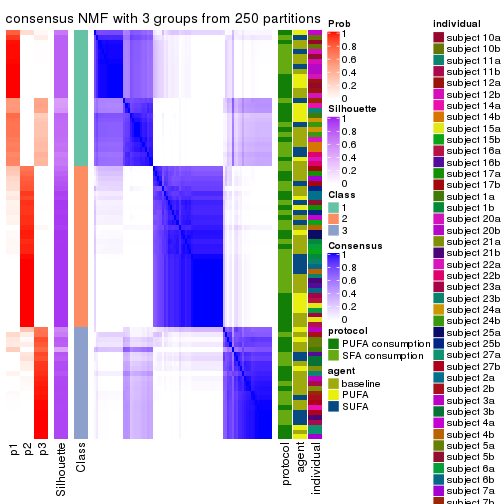 consensus NMF with 3 groups from 250 partitions
p1
p2
p3
Silhouette
Class
protocol
agent
individual
Prob
1
0.8
0.6
0.4
0.2
0
Silhouette
1
0.8
0.6
0.4
0.2
0
Class
1
2
3
Consensus
1
0.8
0.6
0.4
0.2
0
protocol
PUFA consumption
SFA consumption
agent
baseline
PUFA
SUFA
individual
subject 10a
subject 10b
subject 11a
subject 11b
subject 12a
subject 12b
subject 14a
subject 14b
subject 15a
subject 15b
subject 16a
subject 16b
subject 17a
subject 17b
subject 1a
subject 1b
subject 20a
subject 20b
subject 21a
subject 21b
subject 22a
subject 22b
subject 23a
subject 23b
subject 24a
subject 24b
subject 25a
subject 25b
subject 27a
subject 27b
subject 2a
subject 2b
subject 3a
subject 3b
subject 4a
subject 4b
subject 5a
subject 5b
subject 6a
subject 6b
subject 7a
subject 7b